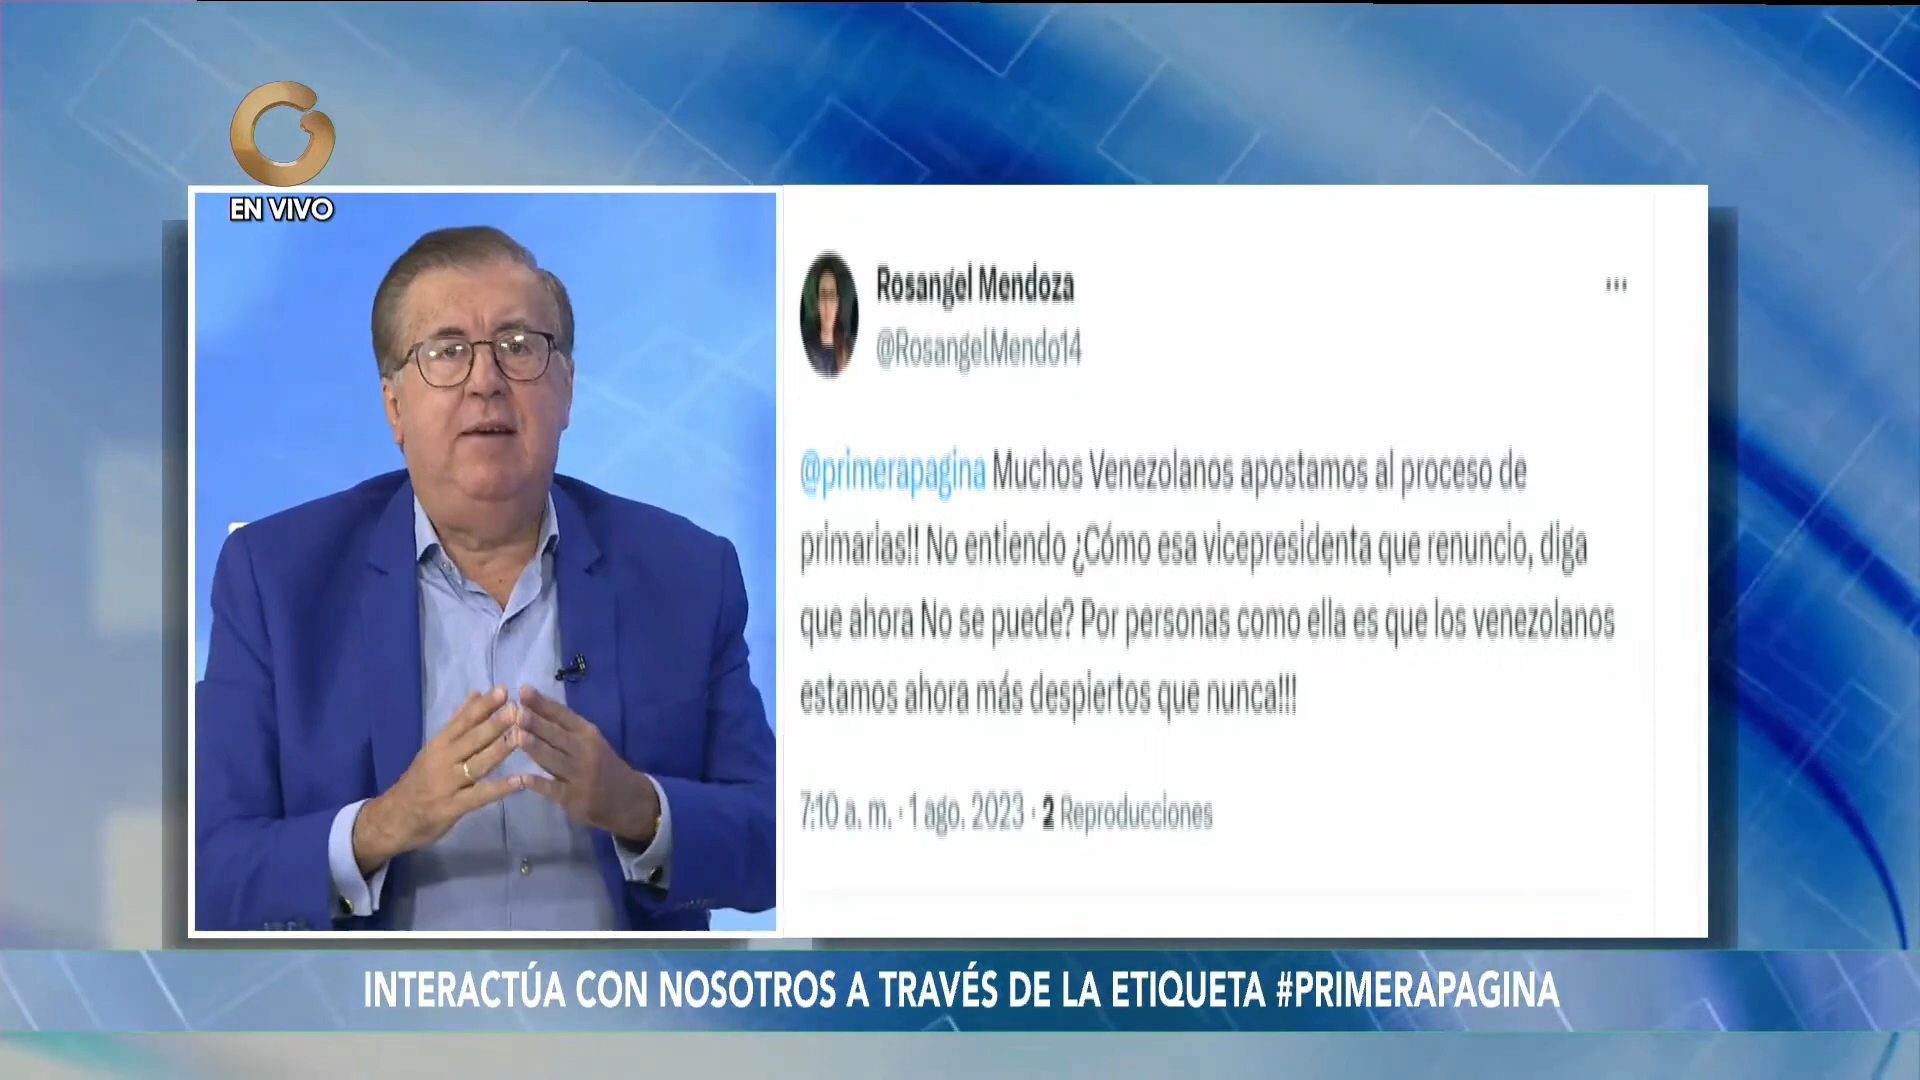 EN VIVO
Rosangel Mendoza
@RosangelMendo14
@primerapagina Muchos Venezolanos apostamos al proceso de
primarias!! No entiendo ¿Cómo esa vicepresidenta que renuncio, diga
que ahora No se puede? Por personas como ella es que los venezolanos
estamos ahora más despiertos que nunca!!!
7:10 a. m. · 1 ago. 2023 · 2 Reproducciones
INTERACTÚA CON NOSOTROS A TRAVÉS DE LA ETIQUETA #PRIMERAPAGINA